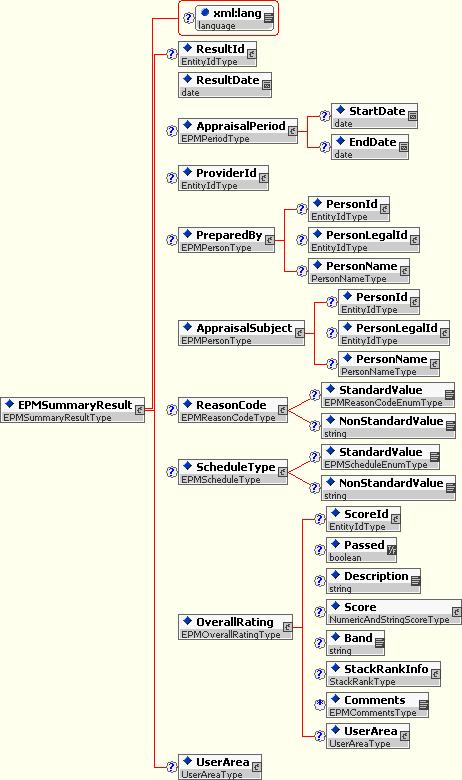 xml:lang
language
ResultId
EntityIdType
ResultDate
date
AppraisalPeriod
EPMPeriodType
StartDate
date
EndDate
date
ProviderId
EntityIdType
PreparedBy
EPMPersonType
PersonId
EntityIdType
PersonLegalId
EntityIdType
PersonName
PersonNameType
AppraisalSubject
EPMPersonType
PersonId
EntityIdType
PersonLegalId
EntityIdType
PersonName
PersonNameType
EPMSummaryResult
EPMSummaryResultType
ReasonCode
EPMReasonCodeType
StandardValue
EPMReasonCodeEnumType
NonStandardValue
string
ScheduleType
EPMScheduleType
StandardValue
EPMScheduleEnumType
NonStandardValue
string
OverallRating
EPMOverallRatingType
ScoreId
EntityIdType
Passed
boolean
Description
string
Score
NumericAndStringScoreType
Band
string
StackRankInfo
StackRankType
Comments
EPMCommentsType
UserArea
UserAreaType
UserArea
UserAreaType